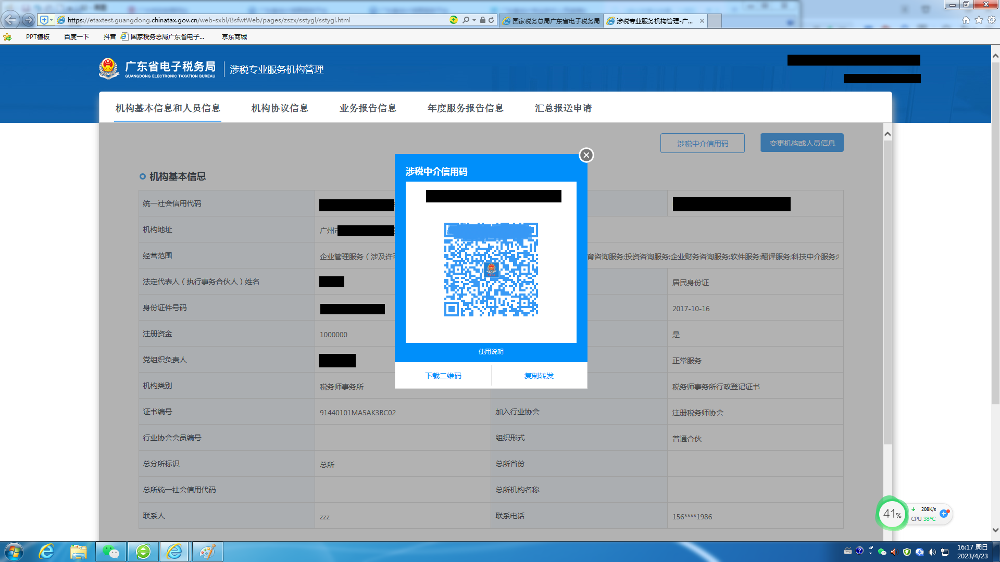 https://etaxtest.guangdong.chinatax.gov.cn/web-sxbl/BsfwtWeb/pages/zszx/sstygl/sstygl.html
国家税务总局广东省电子税务局
涉税专业服务机构管理-广...
PPT模板
百度一下
抖音
国家税务总局广东省电子...
京东商城
广东省电子税务局
GUANGDONG ELECTRONIC TAXATION BUREAU
涉税专业服务机构管理
机构基本信息和人员信息
机构协议信息
业务报告信息
年度服务报告信息
汇总报送申请
涉税中介信用码
变更机构或人员信息
机构基本信息
统一社会信用代码
机构地址
广州市
经营范围
企业管理服务（涉及许可
育咨询服务;投资咨询服务;企业财务咨询服务;软件服务;翻译服务;科技中介服务;
法定代表人（执行事务合伙人）姓名
居民身份证
身份证件号码
2017-10-16
注册资金
1000000
是
党组织负责人
正常服务
机构类别
税务师事务所
税务师事务所行政登记证书
证书编号
91440101MA5AK3BC02
加入行业协会
注册税务师协会
行业协会会员编号
组织形式
普通合伙
总分所标识
总所
总所省份
总所统一社会信用代码
总所机构名称
联系人
zzz
联系电话
156****1986
涉税中介信用码
使用说明
下载二维码
复制转发
41%
208K/s
CPU 38℃
16:17 周日
2023/4/23